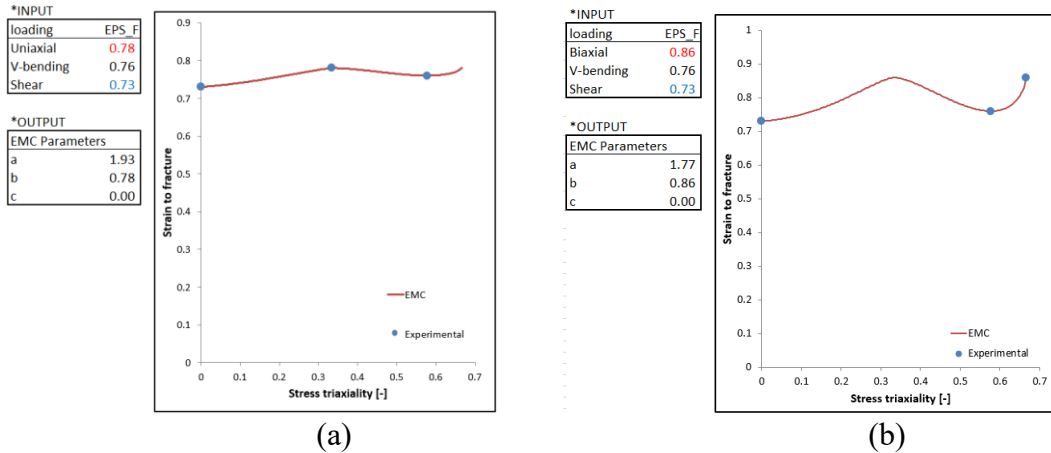 *INPUT
loading EPS_F
Uniaxial 0.78
V-bending 0.76
Shear 0.73
*OUTPUT
EMC Parameters
a 1.93
b 0.78
c 0.00
Strain to fracture
0.9
0.8
0.7
0.6
0.5
0.4
0.3
0.2
0.1
0
0 0.1 0.2 0.3 0.4 0.5 0.6 0.7
Stress triaxiality [-]
EMC
Experimental
(a)
*INPUT
loading EPS_F
Biaxial 0.86
V-bending 0.76
Shear 0.73
*OUTPUT
EMC Parameters
a 1.77
b 0.86
c 0.00
Strain to fracture
1
0.9
0.8
0.7
0.6
0.5
0.4
0.3
0.2
0.1
0
0 0.1 0.2 0.3 0.4 0.5 0.6 0.7
Stress triaxiality [-]
EMC
Experimental
(b)